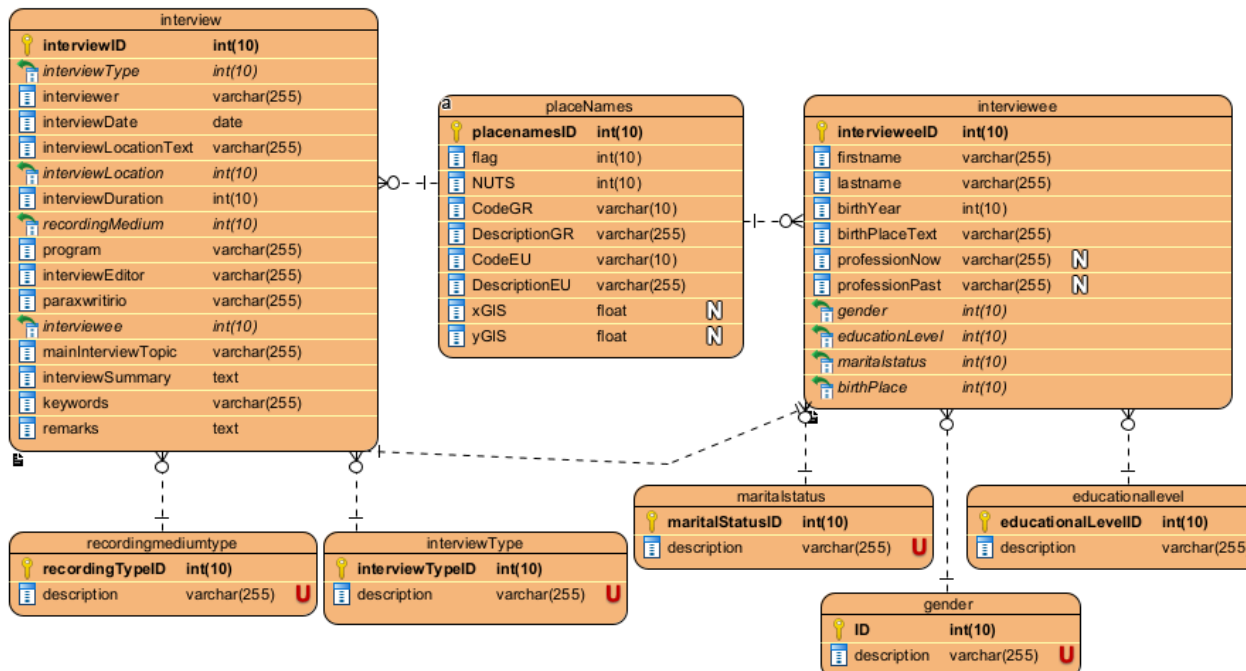 interview
interviewID int(10)
interviewType int(10)
interviewer varchar(255)
interviewDate date
interviewLocationText varchar(255)
interviewLocation int(10)
interviewDuration int(10)
recordingMedium int(10)
program varchar(255)
interviewEditor varchar(255)
paraxwritirio varchar(255)
interviewee int(10)
mainInterviewTopic varchar(255)
interviewSummary text
keywords varchar(255)
remarks text
a
placeNames
placenamesID int(10)
flag int(10)
NUTS int(10)
CodeGR varchar(10)
DescriptionGR varchar(255)
CodeEU varchar(10)
DescriptionEU varchar(255)
xGIS float N
yGIS float N
interviewee
intervieweeID int(10)
firstname varchar(255)
lastname varchar(255)
birthYear int(10)
birthPlaceText varchar(255)
professionNow varchar(255) N
professionPast varchar(255) N
gender int(10)
educationLevel int(10)
maritalstatus int(10)
birthPlace int(10)
recordingmediumtype
recordingTypeID int(10)
description varchar(255) U
interviewType
interviewTypeID int(10)
description varchar(255) U
maritalstatus
maritalStatusID int(10)
description varchar(255) U
educationallevel
educationalLevelID int(10)
description varchar(255
gender
ID int(10)
description varchar(255) U